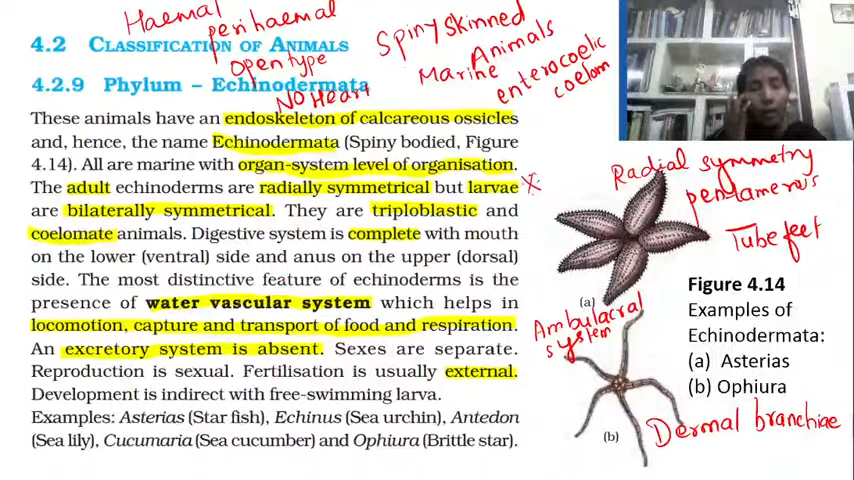 Haemal
perihaemal
Open type
No Heart
Spiny Skinned
Animals
Marine
enterocoelic
coelom
4.2 CLASSIFICATION OF ANIMALS
4.2.9 Phylum – Echinodermata
These animals have an endoskeleton of calcareous ossicles
and, hence, the name Echinodermata (Spiny bodied, Figure
4.14). All are marine with organ-system level of organisation.
The adult echinoderms are radially symmetrical but larvae
are bilaterally symmetrical. They are triploblastic and
coelomate animals. Digestive system is complete with mouth
on the lower (ventral) side and anus on the upper (dorsal)
side. The most distinctive feature of echinoderms is the
presence of water vascular system which helps in
locomotion, capture and transport of food and respiration.
An excretory system is absent. Sexes are separate.
Reproduction is sexual. Fertilisation is usually external.
Development is indirect with free-swimming larva.
Examples: Asterias (Star fish), Echinus (Sea urchin), Antedon
(Sea lily), Cucumaria (Sea cucumber) and Ophiura (Brittle star).
Radial symmetry
pentamerous
Tube feet
(a)
Ambulacral
system
(b)
Figure 4.14
Examples of
Echinodermata:
(a) Asterias
(b) Ophiura
Dermal branchiae